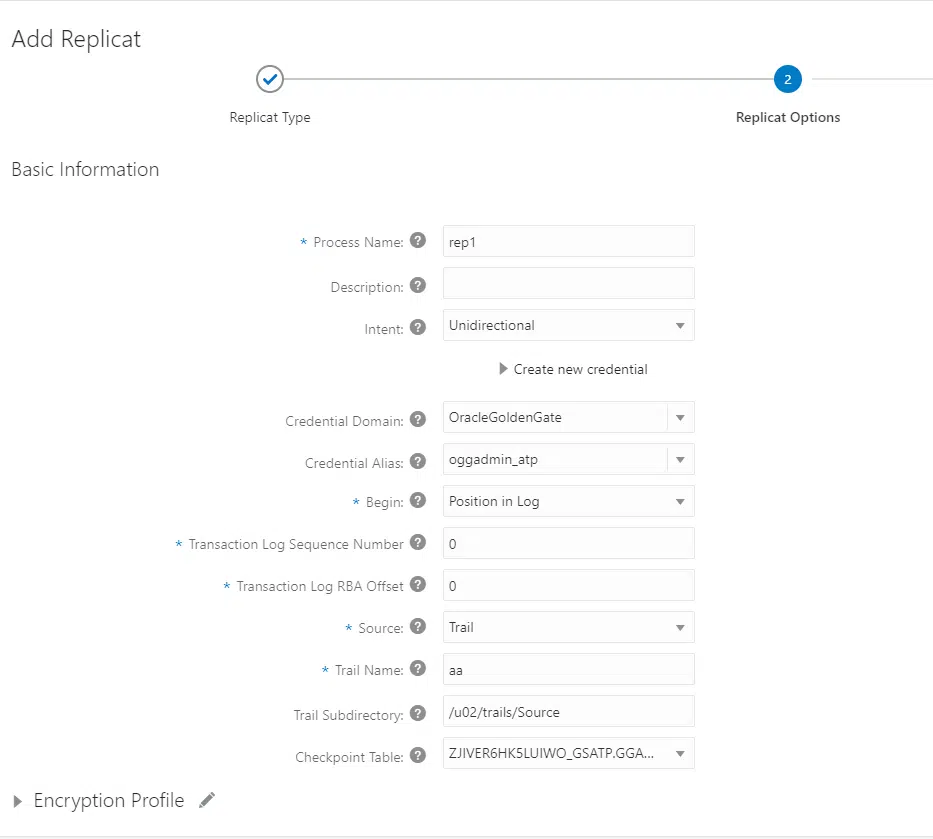 Add Replicat
2
Replicat Type
Replicat Options
Basic Information
* Process Name: ? rep1
Description: ?
Intent: ? Unidirectional
Create new credential
Credential Domain: ? OracleGoldenGate
Credential Alias: ? oggadmin_atp
* Begin: ? Position in Log
* Transaction Log Sequence Number ? 0
* Transaction Log RBA Offset ? 0
* Source: ? Trail
* Trail Name: ? aa
Trail Subdirectory: ? /u02/trails/Source
Checkpoint Table: ? ZJIVER6HK5LUIWO_GSATP.GGA...
Encryption Profile